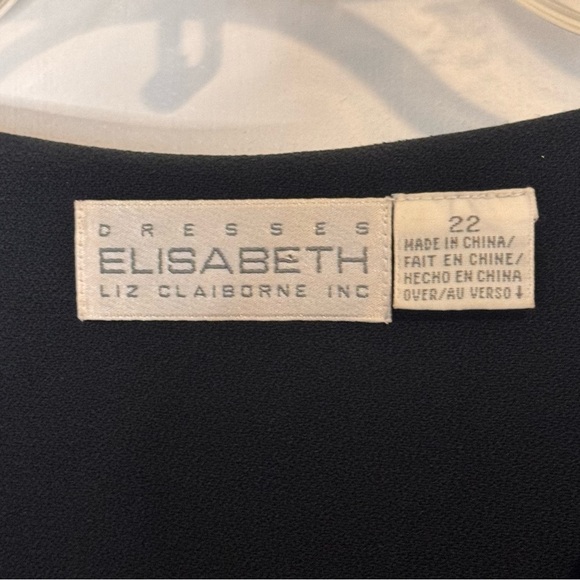 DRESSES
ELISABETH
LIZ CLAIBORNE INC
22
MADE IN CHINA/
FAIT EN CHINE/
HECHO EN CHINA
OVER/AU VERSO↓